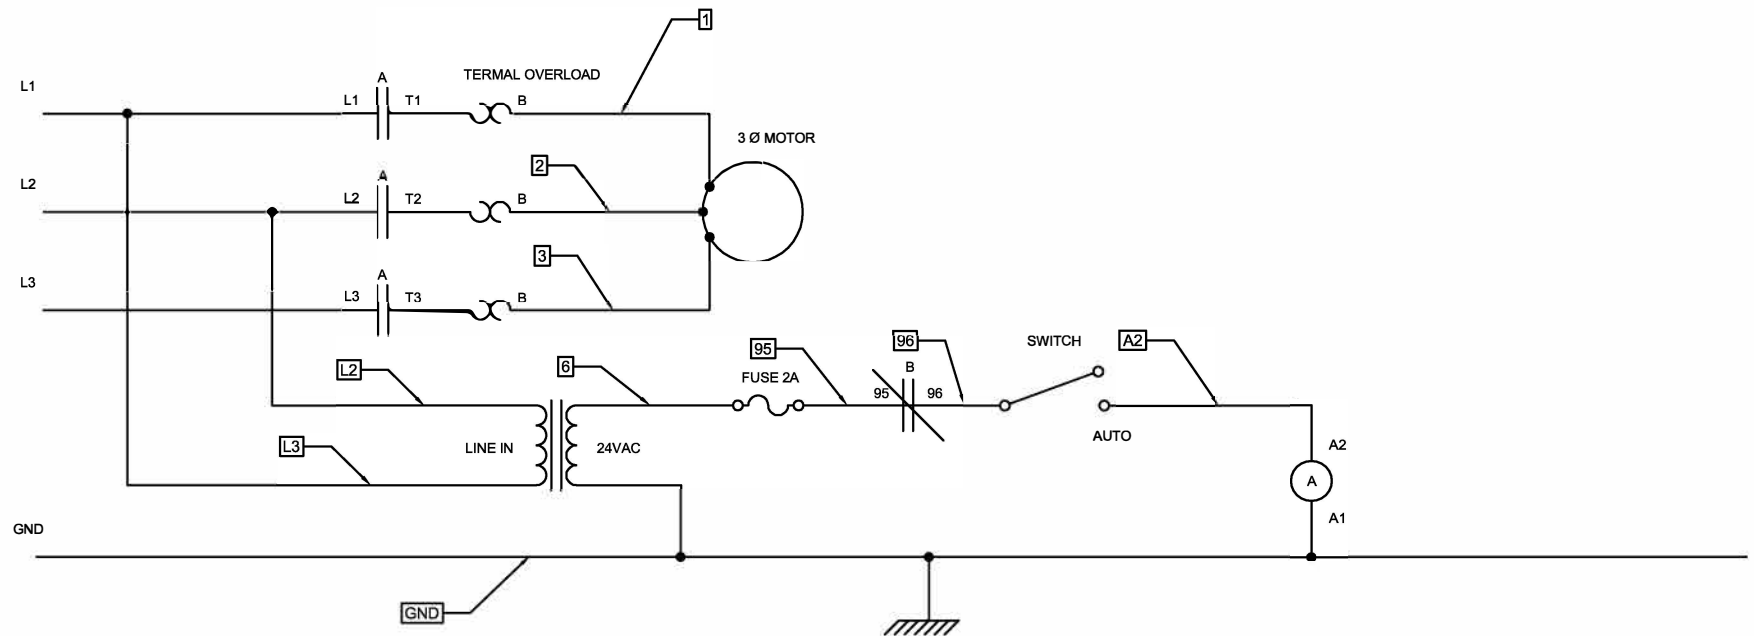 1
L1
A
TERMAL OVERLOAD
L1
T1
B
3 Ø MOTOR
2
L2
A
L2
T2
B
3
L3
A
L3
T3
B
L2
6
95
96
SWITCH
A2
FUSE 2A
B
95
96
AUTO
L3
LINE IN
24VAC
A2
A
A1
GND
GND